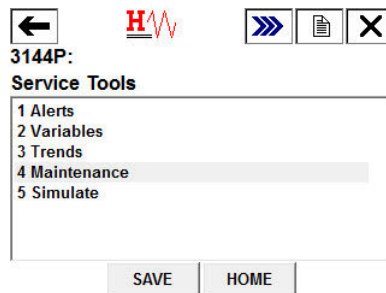 H
3144P:
Service Tools
1 Alerts
2 Variables
3 Trends
4 Maintenance
5 Simulate
SAVE HOME